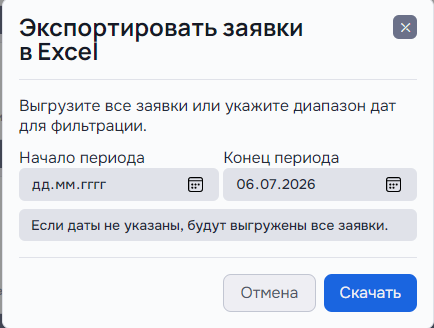 Экспортировать заявки
в Excel
Выгрузите все заявки или укажите диапазон дат
для фильтрации.
Начало периода Конец периода
дд.мм.гггг 06.07.2026
Если даты не указаны, будут выгружены все заявки.
Отмена Скачать